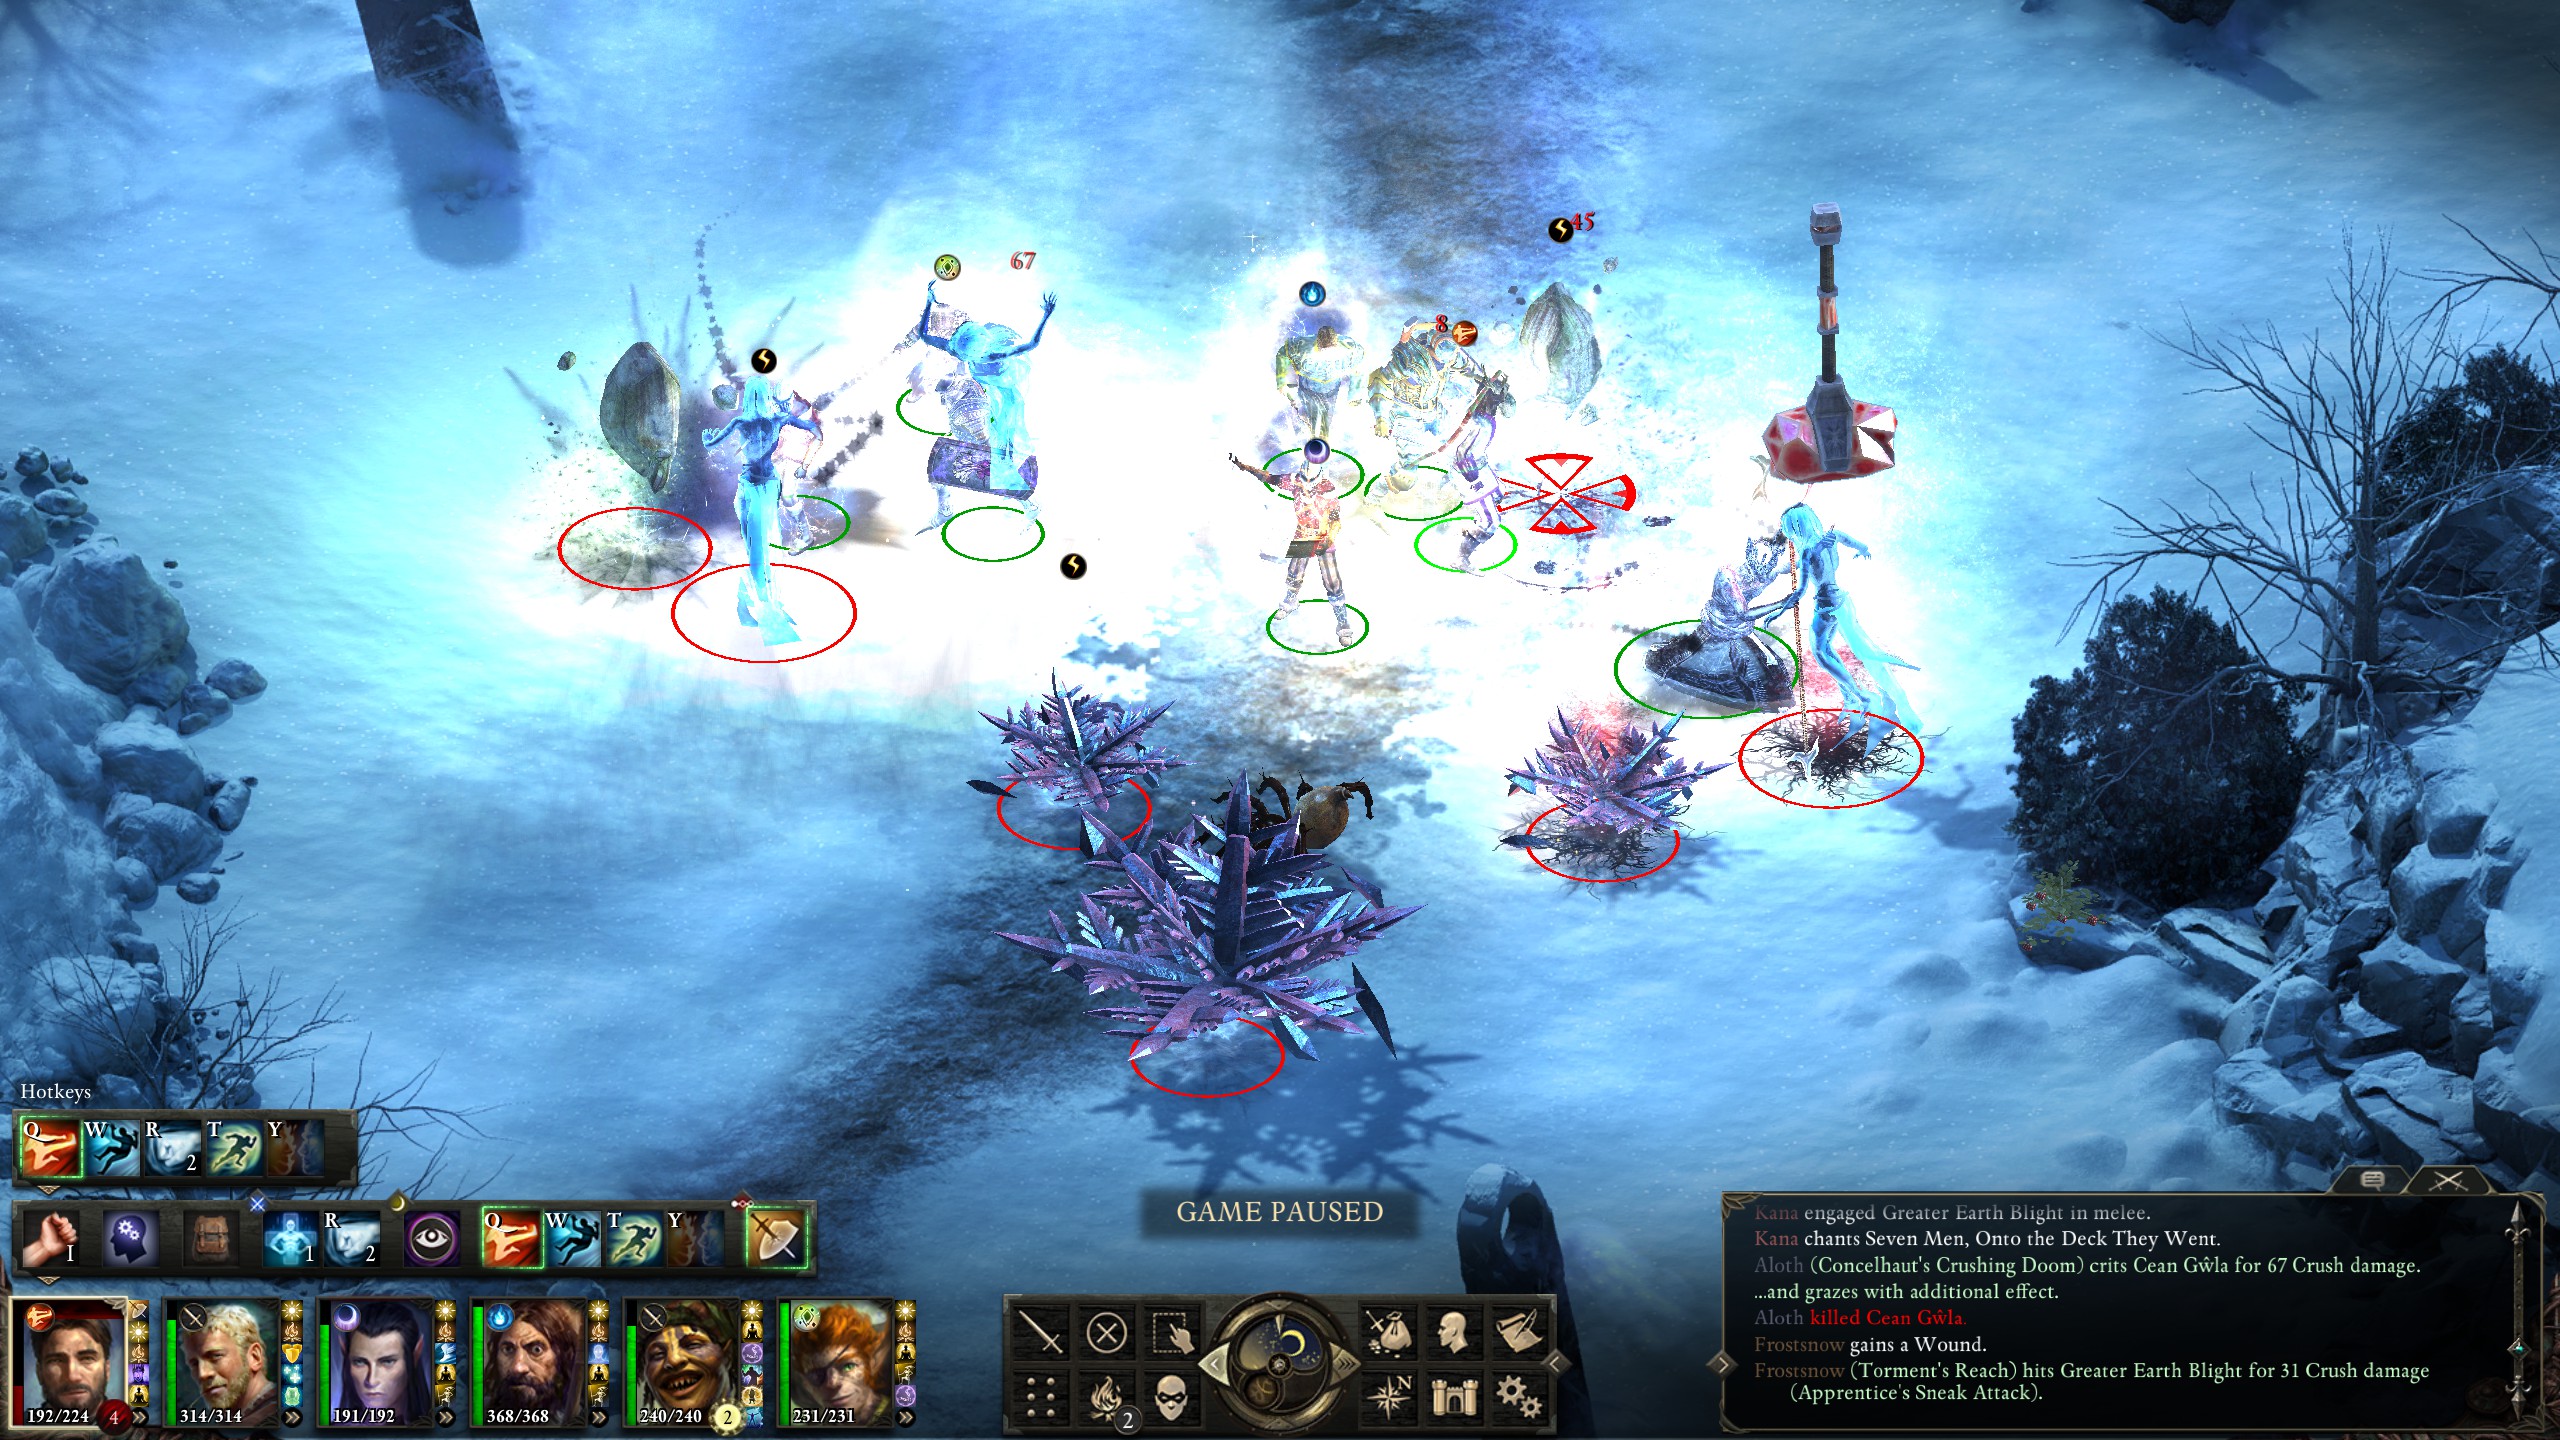 45
67
8
Hotkeys
Q W R T Y
2
GAME PAUSED
R Q W T Y
I 1 2
Kana engaged Greater Earth Blight in melee.
Kana chants Seven Men, Onto the Deck They Went.
Aloth (Concelhaut's Crushing Doom) crits Cean Gŵla for 67 Crush damage.
...and grazes with additional effect.
Aloth killed Cean Gŵla.
Frostsnow gains a Wound.
Frostsnow (Torment's Reach) hits Greater Earth Blight for 31 Crush damage
(Apprentice's Sneak Attack).
N
192/224 4 314/314 191/192 368/368 240/240 2 231/231
2